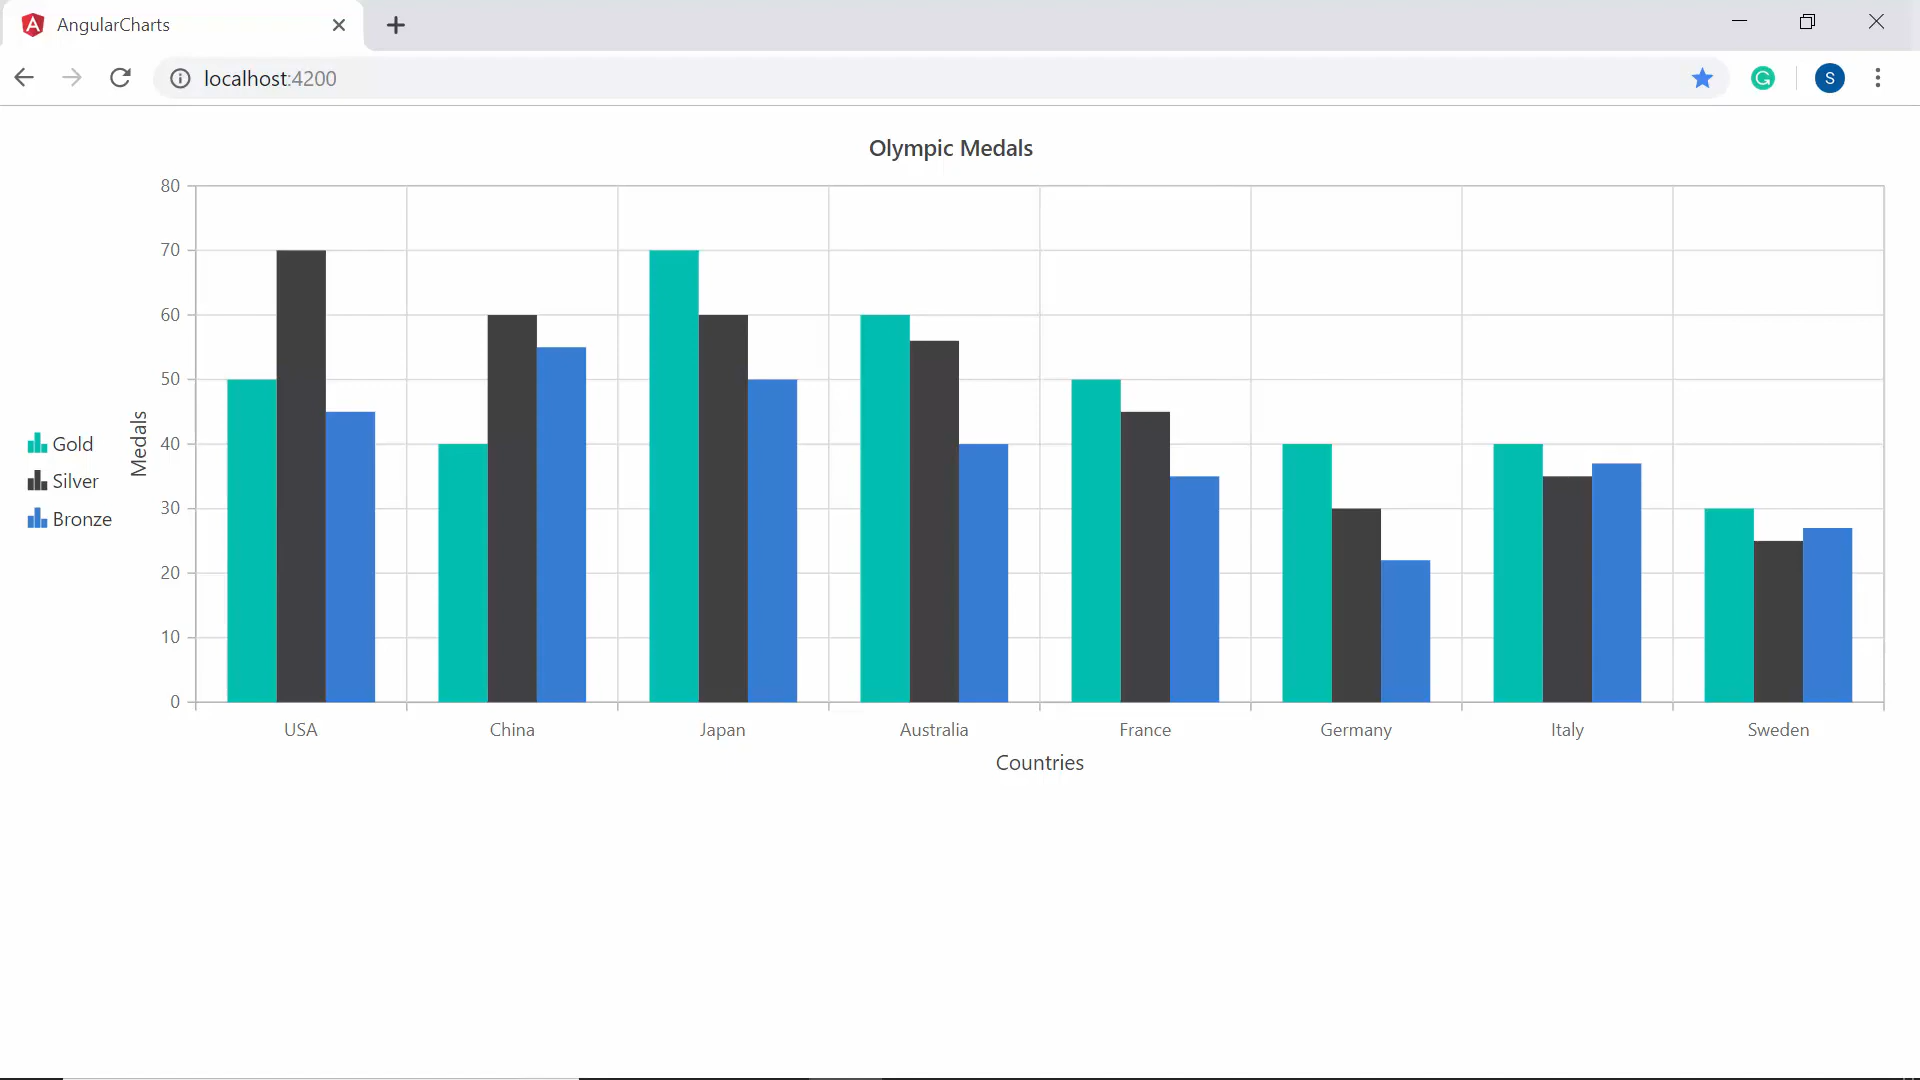 AngularCharts
localhost:4200
S
Olympic Medals
80
70
60
50
40
30
20
10
0
Medals
Gold
Silver
Bronze
USA China Japan Australia France Germany Italy Sweden
Countries